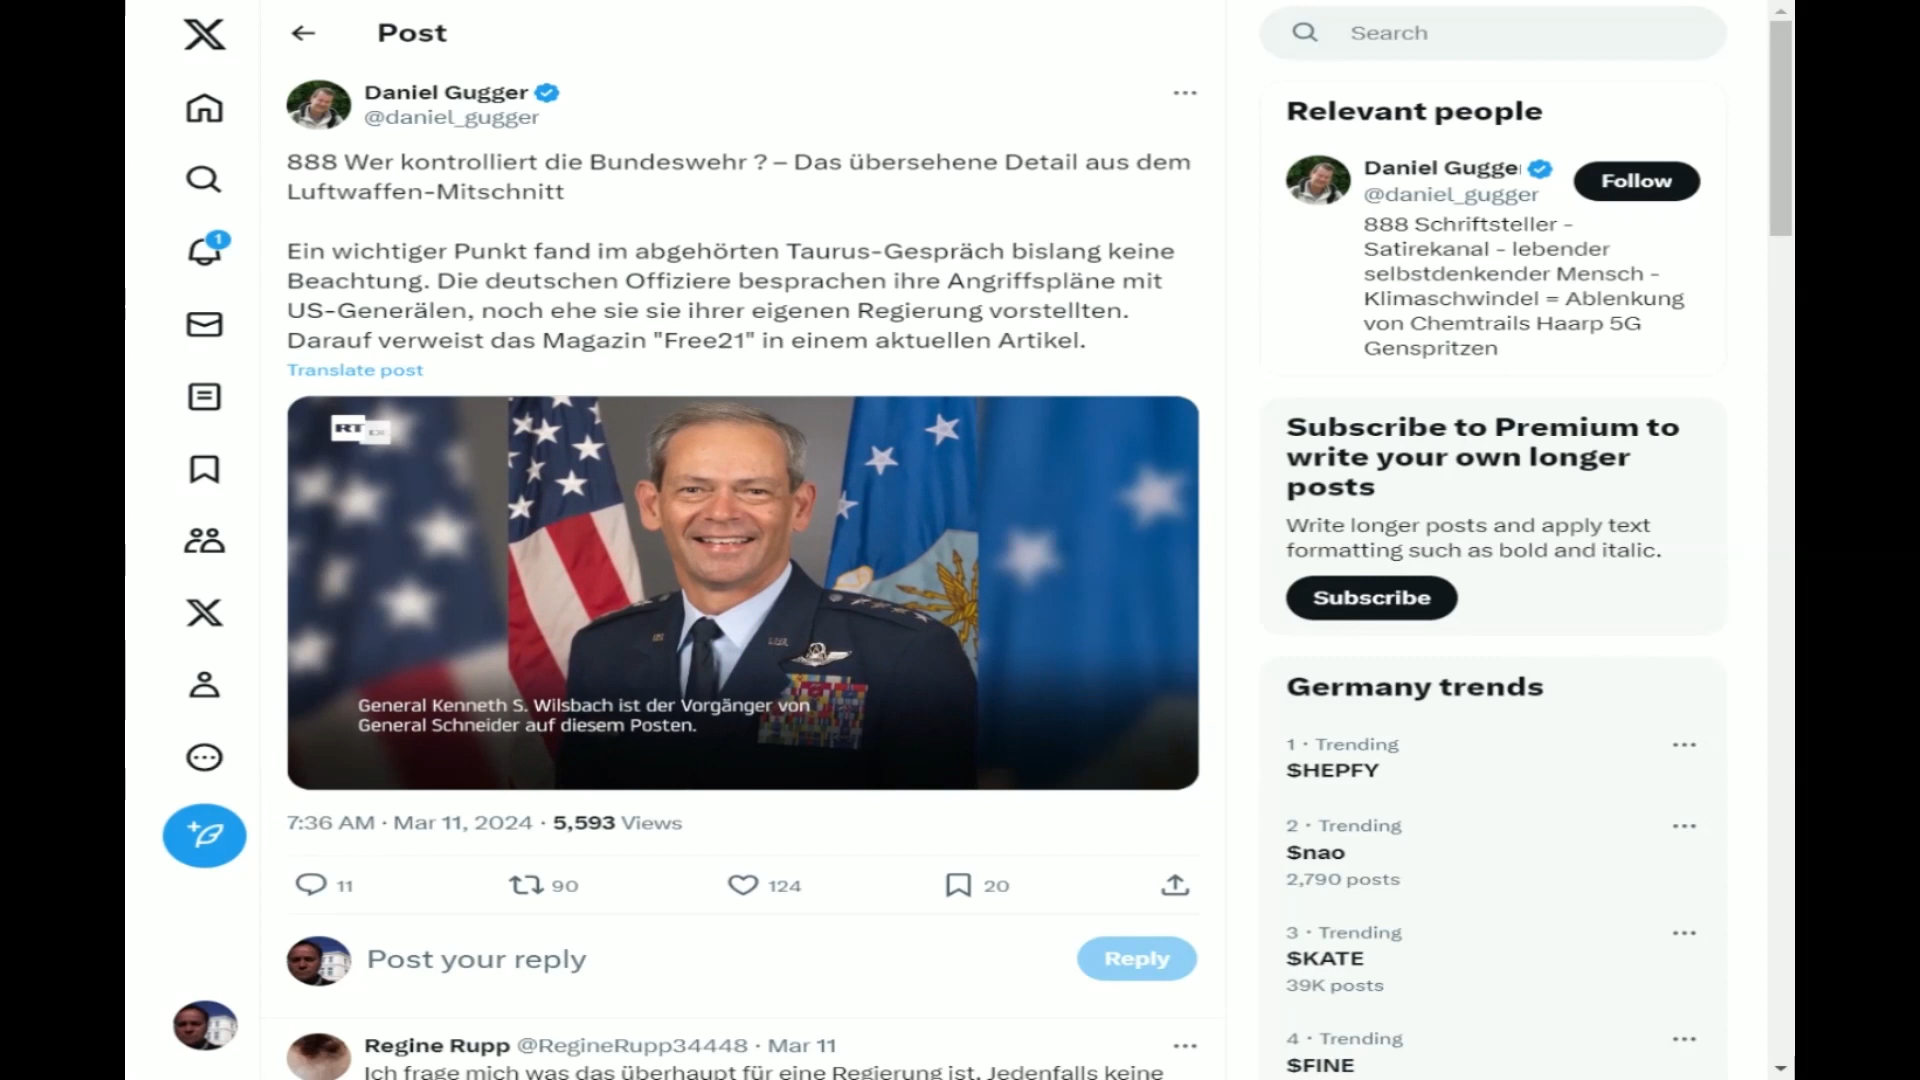 Post
Daniel Gugger
@daniel_gugger
888 Wer kontrolliert die Bundeswehr ? – Das übersehene Detail aus dem
Luftwaffen-Mitschnitt
Ein wichtiger Punkt fand im abgehörten Taurus-Gespräch bislang keine
Beachtung. Die deutschen Offiziere besprachen ihre Angriffspläne mit
US-Generälen, noch ehe sie sie ihrer eigenen Regierung vorstellten.
Darauf verweist das Magazin "Free21" in einem aktuellen Artikel.
Translate post
RT DE
General Kenneth S. Wilsbach ist der Vorgänger von
General Schneider auf diesem Posten.
7:36 AM · Mar 11, 2024 · 5,593 Views
11 90 124 20
Post your reply
Reply
Regine Rupp @RegineRupp34448 · Mar 11
Ich frage mich was das überhaupt für eine Regierung ist. Jedenfalls keine
1
Search
Relevant people
Daniel Gugger
@daniel_gugger
Follow
888 Schriftsteller -
Satirekanal - lebender
selbstdenkender Mensch -
Klimaschwindel = Ablenkung
von Chemtrails Haarp 5G
Genspritzen
Subscribe to Premium to
write your own longer
posts
Write longer posts and apply text
formatting such as bold and italic.
Subscribe
Germany trends
1 · Trending
$HEPFY
2 · Trending
$nao
2,790 posts
3 · Trending
$KATE
39K posts
4 · Trending
$FINE